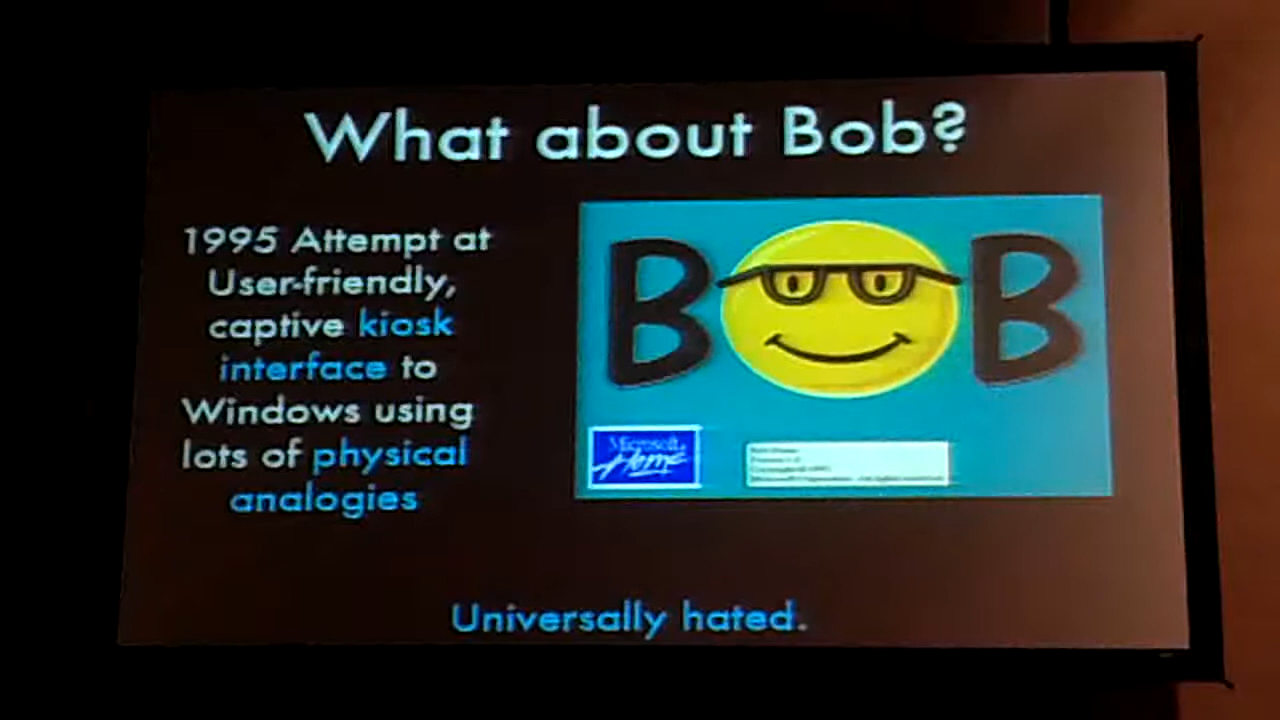 What about Bob?
1995 Attempt at
User-friendly,
captive kiosk
interface to
Windows using
lots of physical
analogies
BOB
Microsoft
Home
Universally hated.